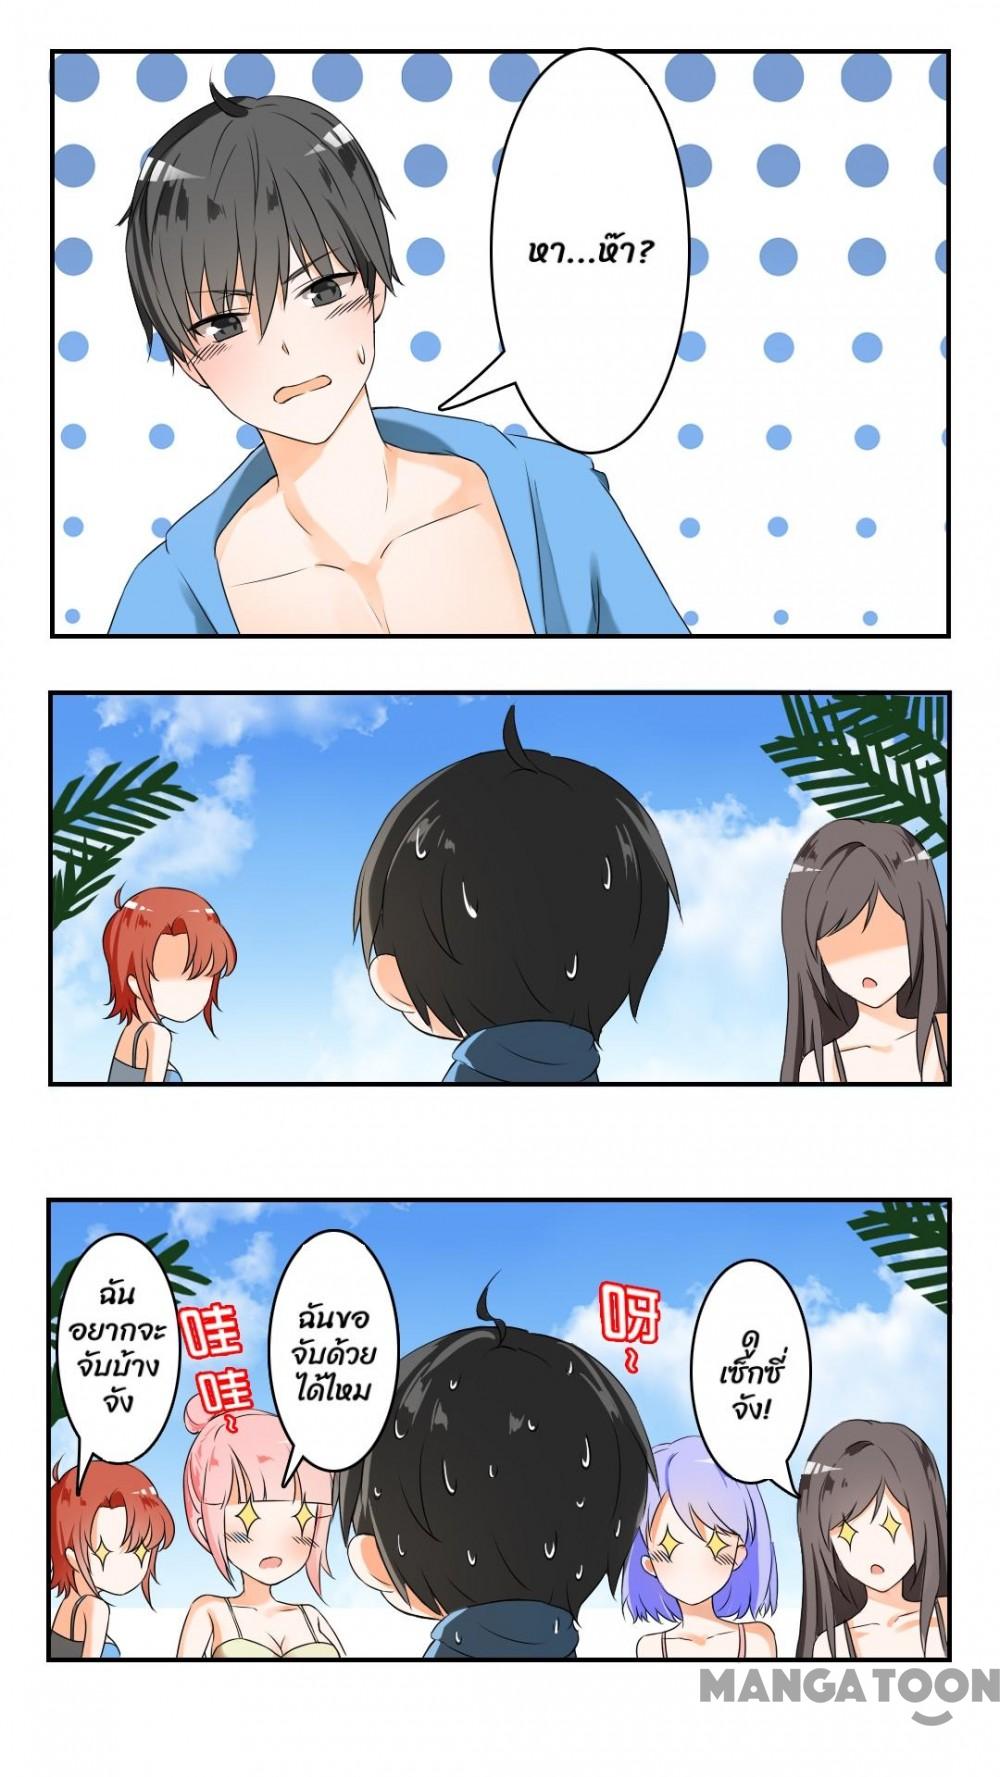 หา...ห๊า?
ฉัน
อยากจะ
จับบ้าง
จัง
哇
哇~
ฉันขอ
จับด้วย
ได้ไหม
呀~
ดู
เซ็กซี่
จัง!
MANGATOON